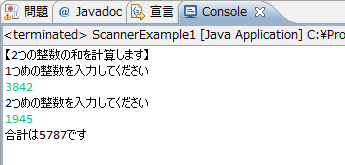 問題 @ Javadoc 宣言 Console
<terminated> ScannerExample1 [Java Application] C:¥Pro
【2つの整数の和を計算します】
1つめの整数を入力してください
3842
2つめの整数を入力してください
1945
合計は5787です